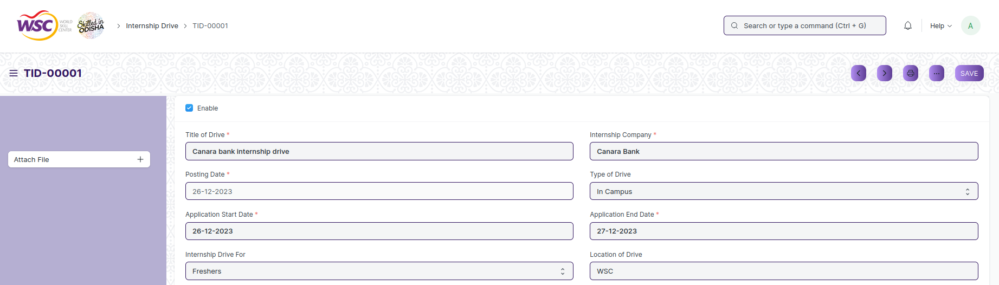 WSC WORLD SKILL CENTER
Skilled in ODISHA
Internship Drive
TID-00001
Search or type a command (Ctrl + G)
Help
A
TID-00001
SAVE
Attach File
Enable
Title of Drive * Internship Company *
Canara bank internship drive Canara Bank
Posting Date * Type of Drive
26-12-2023 In Campus
Application Start Date * Application End Date *
26-12-2023 27-12-2023
Internship Drive For Location of Drive
Freshers WSC